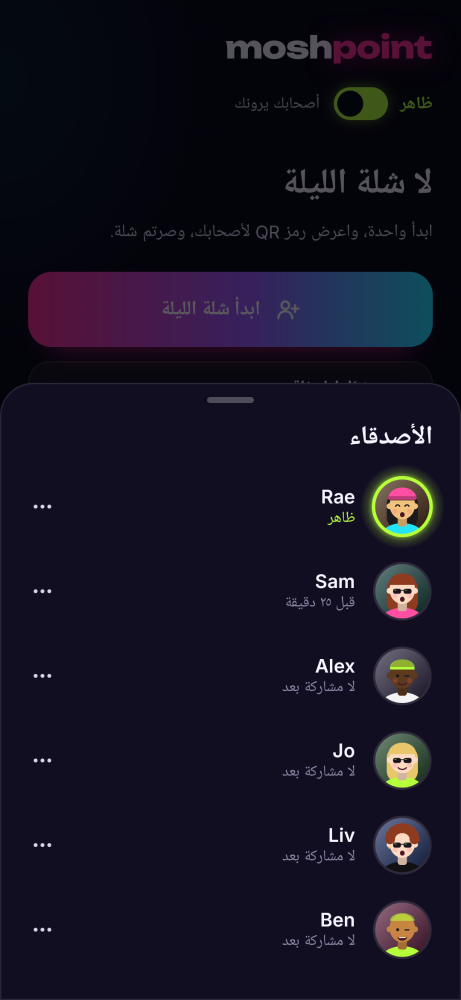 moshpoint
ظاهر أصحابك يرونك
لا شلة الليلة
ابدأ واحدة، واعرض رمز QR لأصحابك، وصرتم شلة.
ابدأ شلة الليلة
الأصدقاء
Rae
ظاهر
Sam
قبل ٢٥ دقيقة
Alex
لا مشاركة بعد
Jo
لا مشاركة بعد
Liv
لا مشاركة بعد
Ben
لا مشاركة بعد